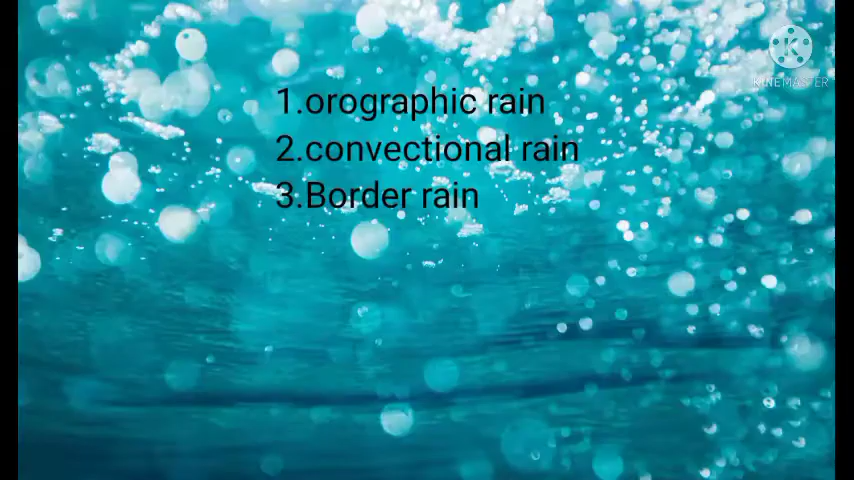 K
KINEMASTER
1.orographic rain
2.convectional rain
3.Border rain